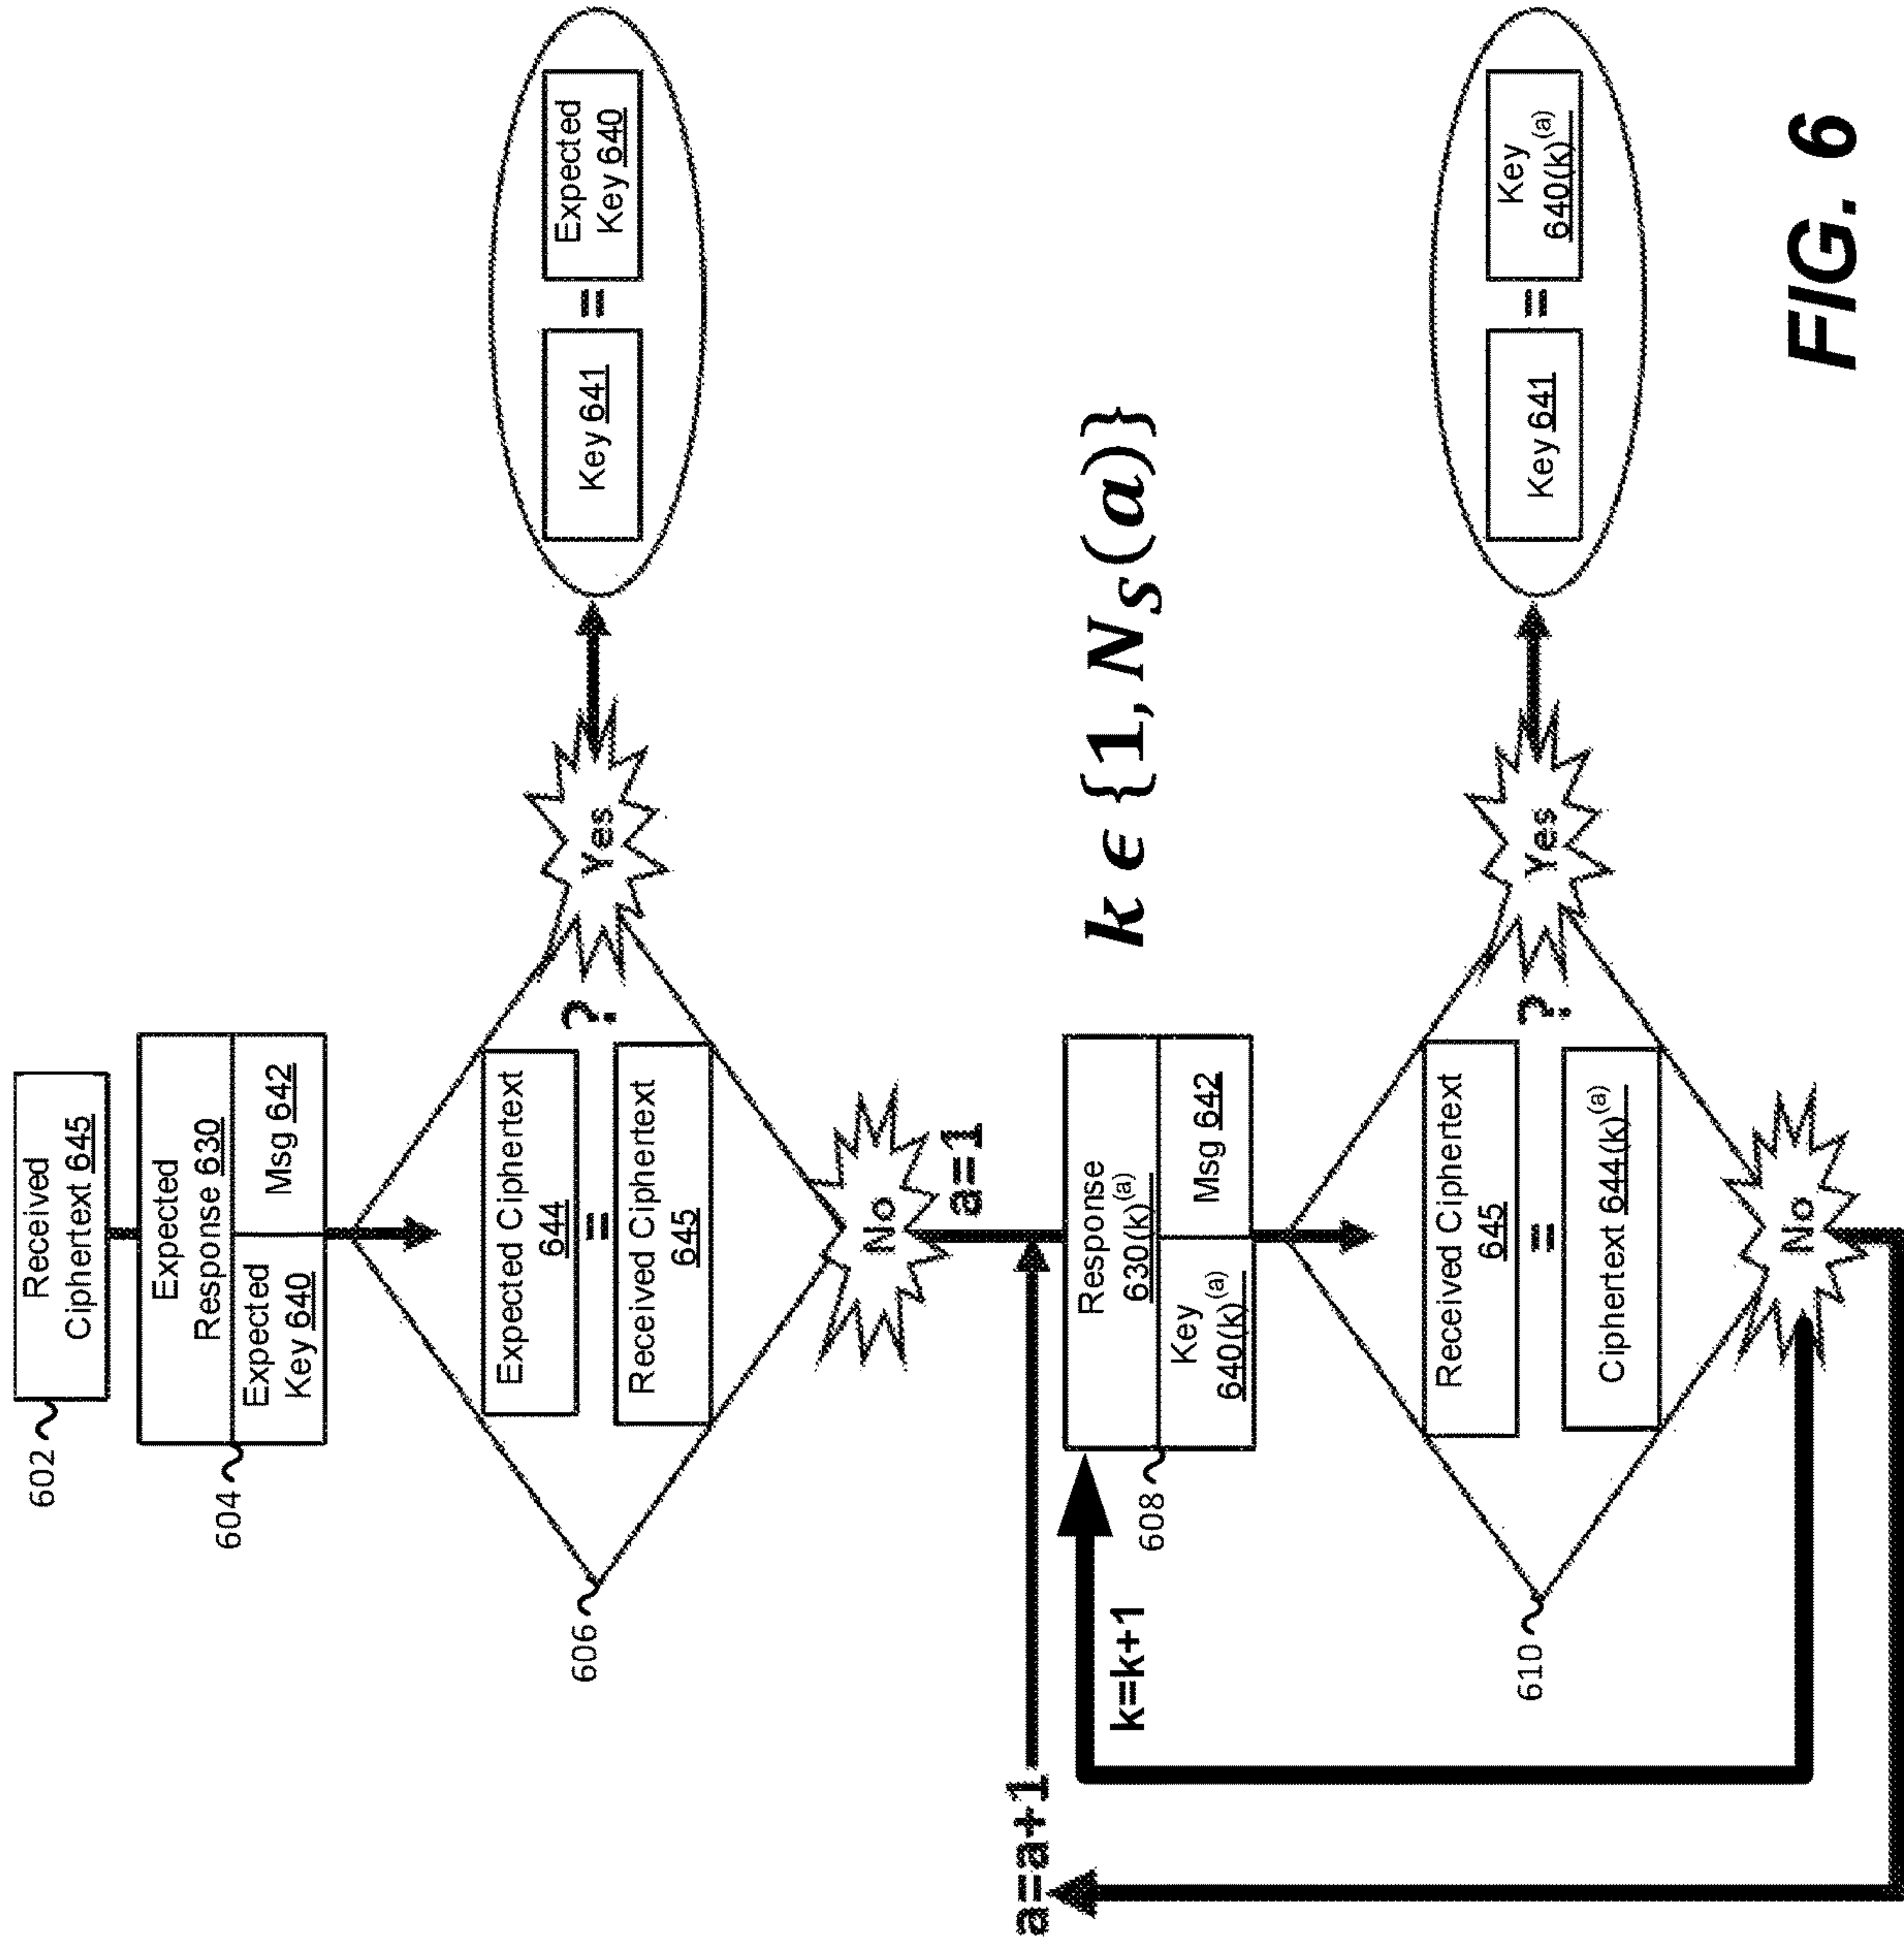 602
Received
Ciphertext 645
604
Expected
Response 630
Expected
Key 640
Msg 642
606
Expected Ciphertext
644
=
Received Ciphertext
645
?
Yes
Key 641
=
Expected
Key 640
No
a=1
a=a+1
k=k+1
k ϵ {1, N_S(a)}
608
Response
630(k)^(a)
Key
640(k)^(a)
Msg 642
610
Received Ciphertext
645
=
Ciphertext 644(k)^(a)
?
Yes
Key 641
=
Key
640(k)^(a)
No
FIG. 6